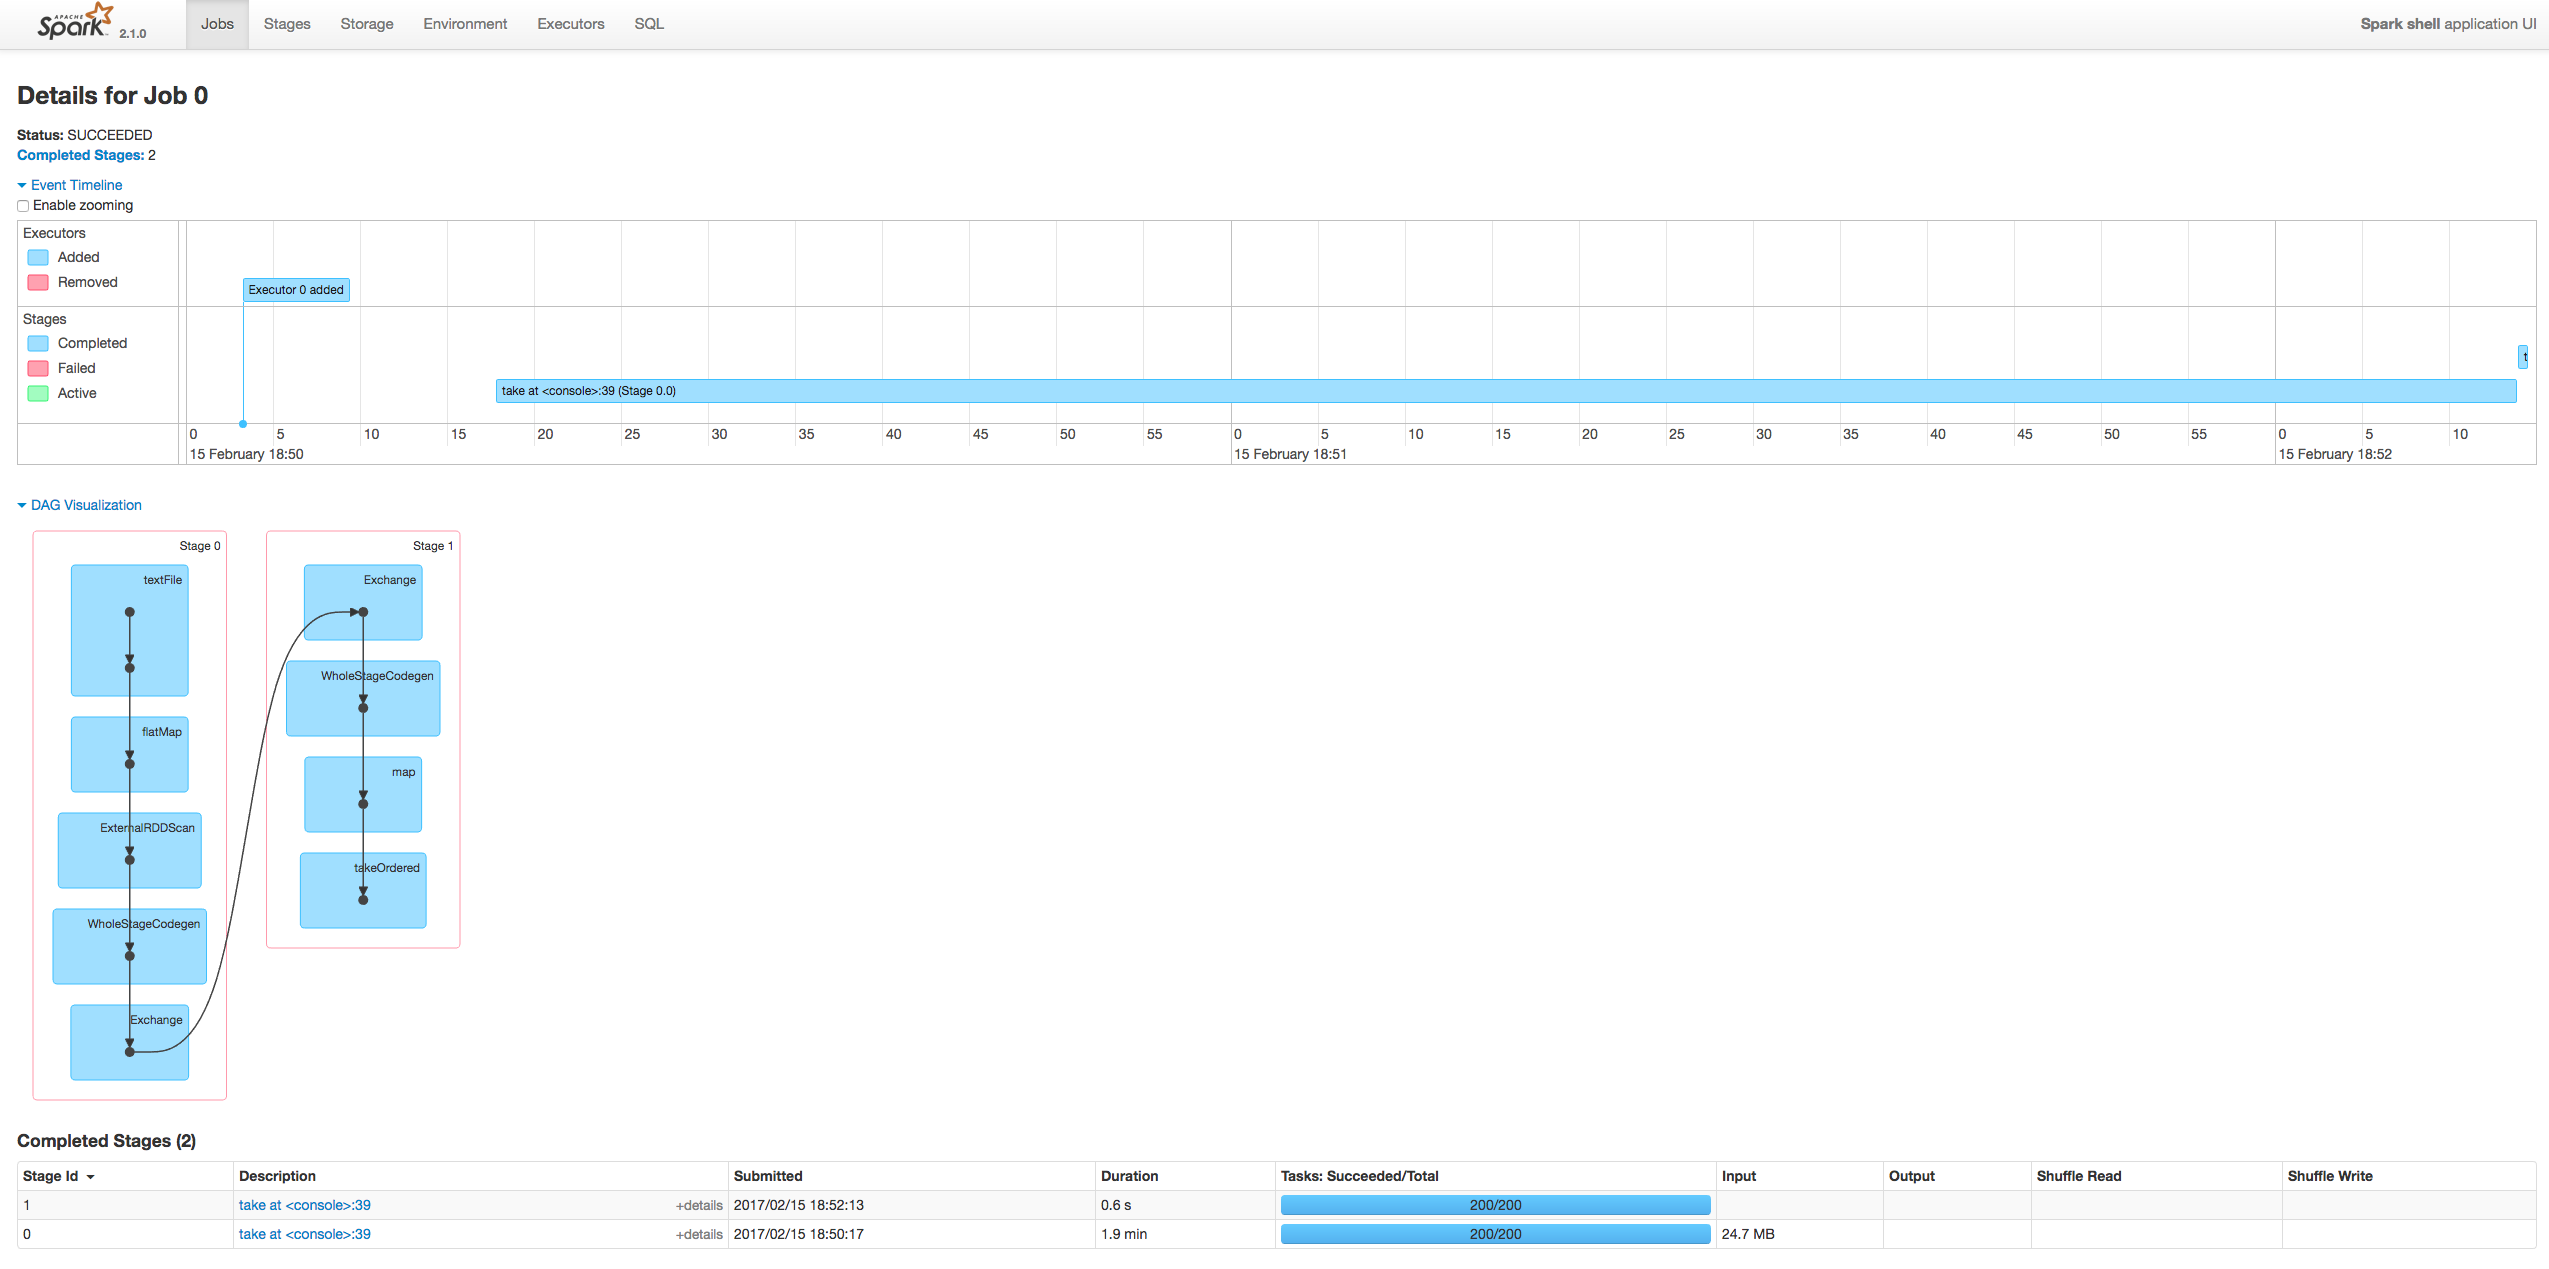 APACHE Spark 2.1.0 Jobs Stages Storage Environment Executors SQL Spark shell application UI
Details for Job 0
Status: SUCCEEDED
Completed Stages: 2
Event Timeline
Enable zooming
Executors
Added
Removed
Executor 0 added
Stages
Completed
Failed
Active
t
take at <console>:39 (Stage 0.0)
0 5 10 15 20 25 30 35 40 45 50 55 0 5 10 15 20 25 30 35 40 45 50 55 0 5 10
15 February 18:50 15 February 18:51 15 February 18:52
DAG Visualization
Stage 0
textFile
flatMap
ExternalRDDScan
WholeStageCodegen
Exchange
Stage 1
Exchange
WholeStageCodegen
map
takeOrdered
Completed Stages (2)
Stage Id Description Submitted Duration Tasks: Succeeded/Total Input Output Shuffle Read Shuffle Write
1 take at <console>:39 +details 2017/02/15 18:52:13 0.6 s 200/200
0 take at <console>:39 +details 2017/02/15 18:50:17 1.9 min 200/200 24.7 MB